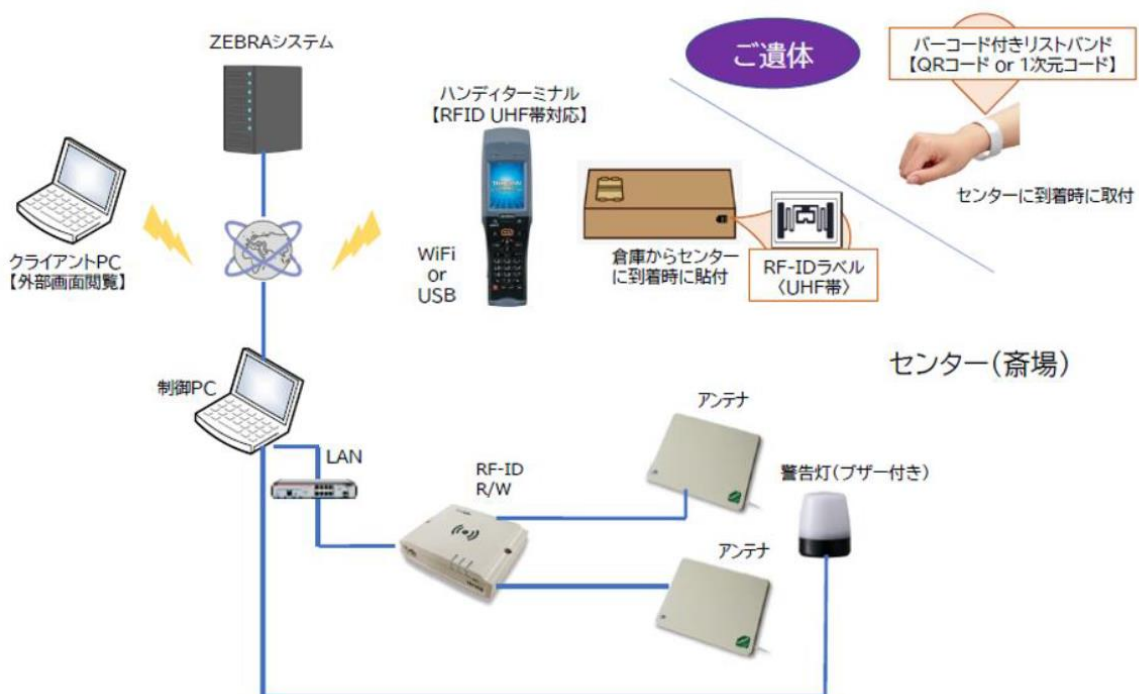 ZEBRAシステム
ご遺体
バーコード付きリストバンド
【QRコード or 1次元コード】
ハンディターミナル
【RFID UHF帯対応】
センターに到着時に取付
クライアントPC
【外部画面閲覧】
WiFi
or
USB
倉庫からセンター
に到着時に貼付
RF-IDラベル
〈UHF帯〉
センター(斎場)
制御PC
アンテナ
LAN
RF-ID
R/W
警告灯(ブザー付き)
アンテナ